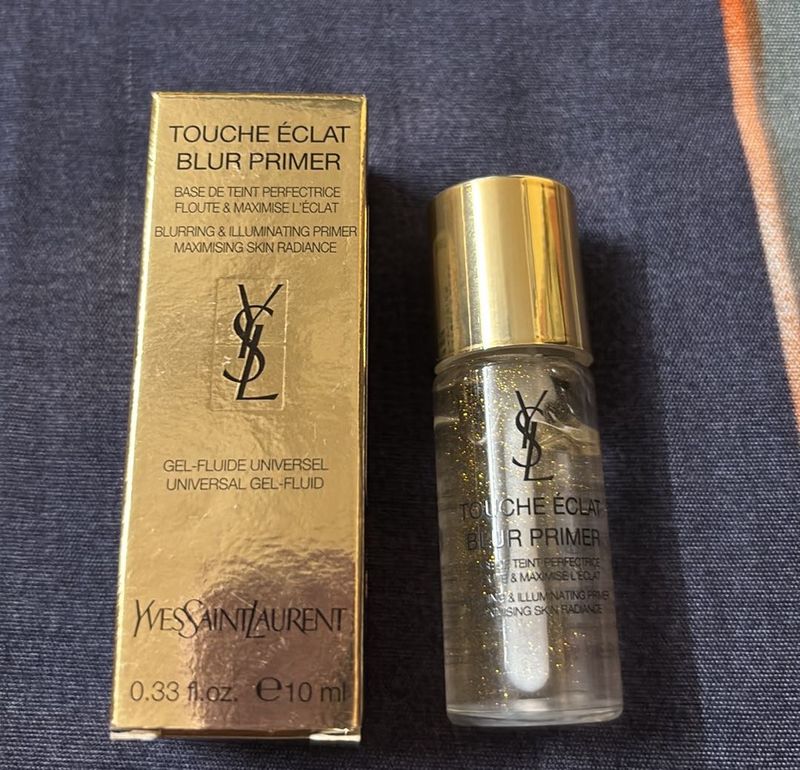 TOUCHE ÉCLAT
BLUR PRIMER
BASE DE TEINT PERFECTRICE
FLOUTE & MAXIMISE L'ÉCLAT
BLURRING & ILLUMINATING PRIMER
MAXIMISING SKIN RADIANCE
YSL
GEL-FLUIDE UNIVERSEL
UNIVERSAL GEL-FLUID
YVESSAINTLAURENT
0.33 fl.oz. ℮10 ml
YSL
TOUCHE ÉCLAT
BLUR PRIMER
TEINT PERFECTRICE
& MAXIMISE L'ÉCLAT
& ILLUMINATING PRIMER
SKIN RADIANCE